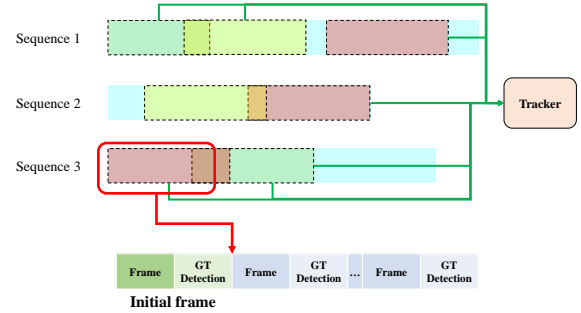 Sequence 1
Sequence 2
Tracker
Sequence 3
Frame
GT
Detection
Frame
GT
Detection
...
Frame
GT
Detection
Initial frame